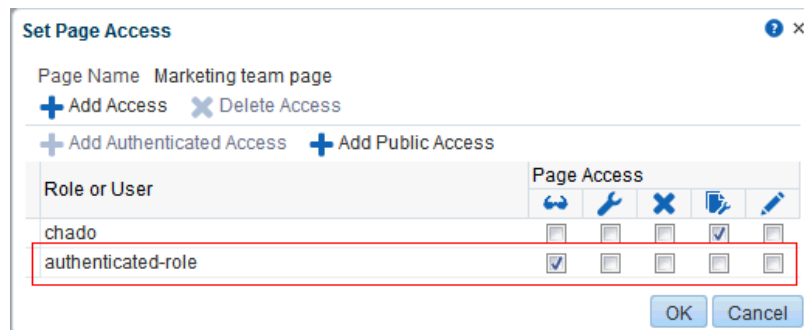 Set Page Access
Page Name Marketing team page
Add Access Delete Access
Add Authenticated Access Add Public Access
Role or User Page Access
chado
authenticated-role
OK Cancel